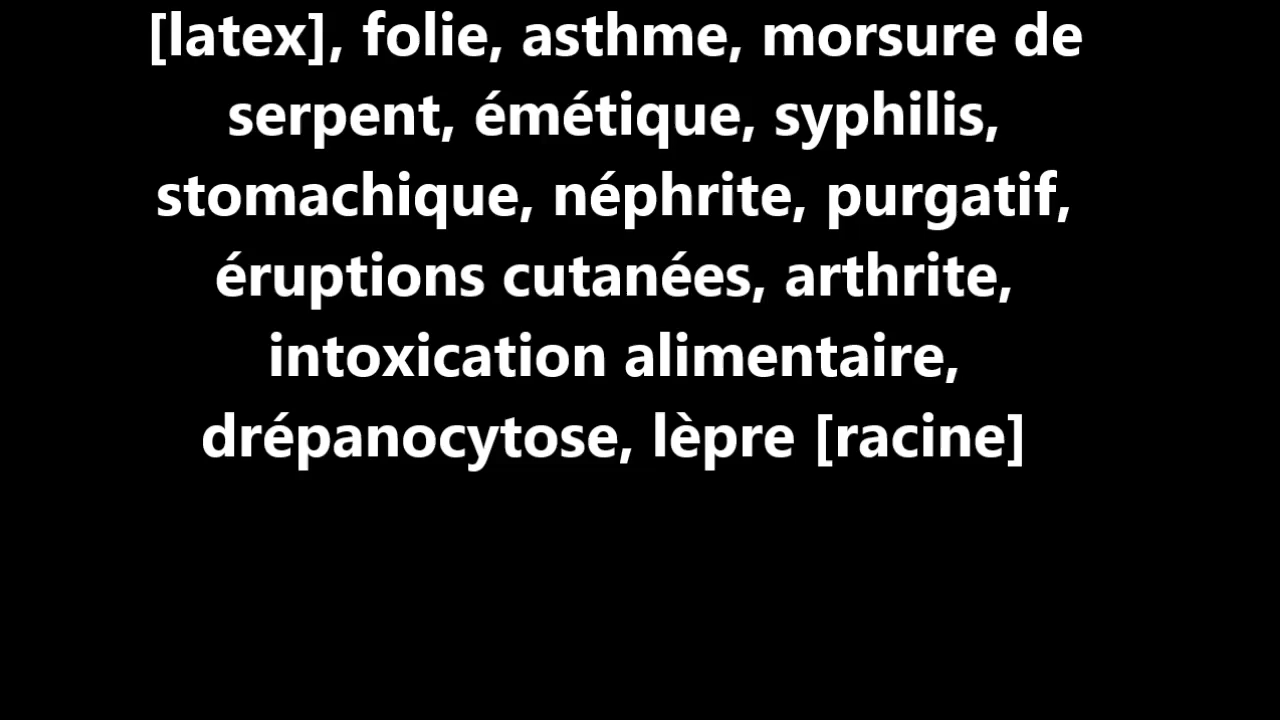 [latex], folie, asthme, morsure de
serpent, émétique, syphilis,
stomachique, néphrite, purgatif,
éruptions cutanées, arthrite,
intoxication alimentaire,
drépanocytose, lèpre [racine]